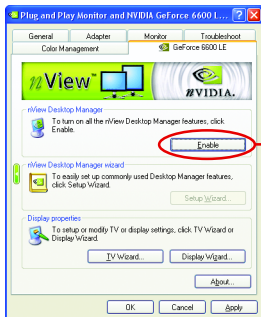 Plug and Play Monitor and NVIDIA GeForce 6600 L...
General Adapter Monitor Troubleshoot
Color Management GeForce 6600 LE
nView
NVIDIA.
nView Desktop Manager
To turn on all the nView Desktop Manager features, click
Enable.
Enable
nView Desktop Manager wizard
To easily set up commonly used Desktop Manager features,
click Setup Wizard.
Setup Wizard...
Display properties
To setup or modify TV or display settings, click TV Wizard or
Display Wizard.
TV Wizard... Display Wizard...
About...
OK Cancel Apply